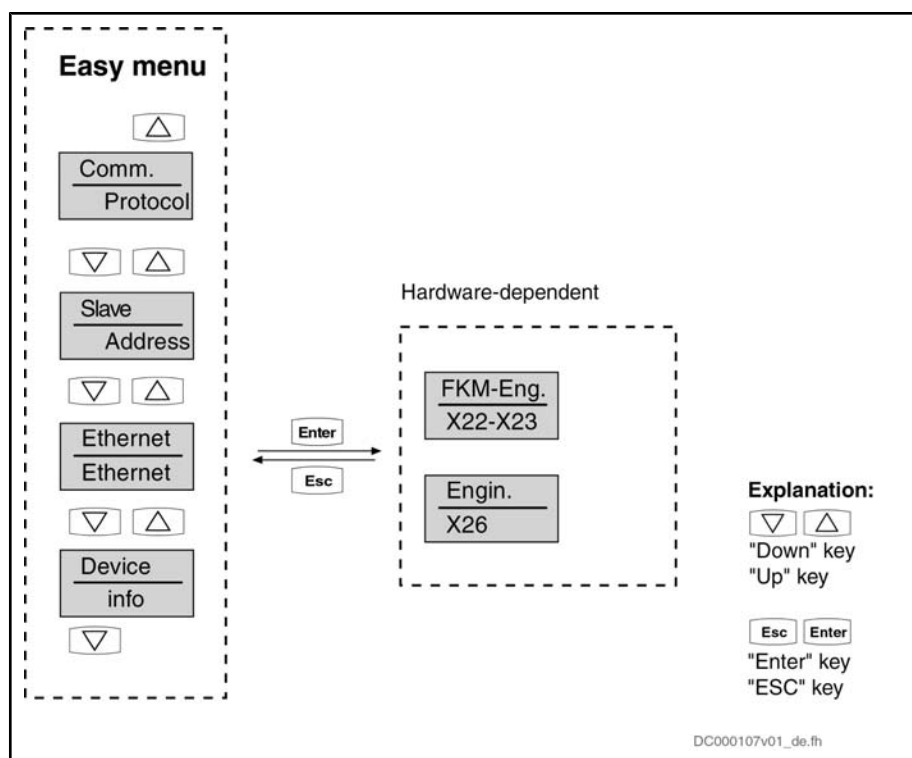 Easy menu
Comm.
Protocol
Slave
Address
Ethernet
Ethernet
Device
info
Enter
Esc
Hardware-dependent
FKM-Eng.
X22-X23
Engin.
X26
Explanation:
"Down" key
"Up" key
Esc Enter
"Enter" key
"ESC" key
DC000107v01_de.fh